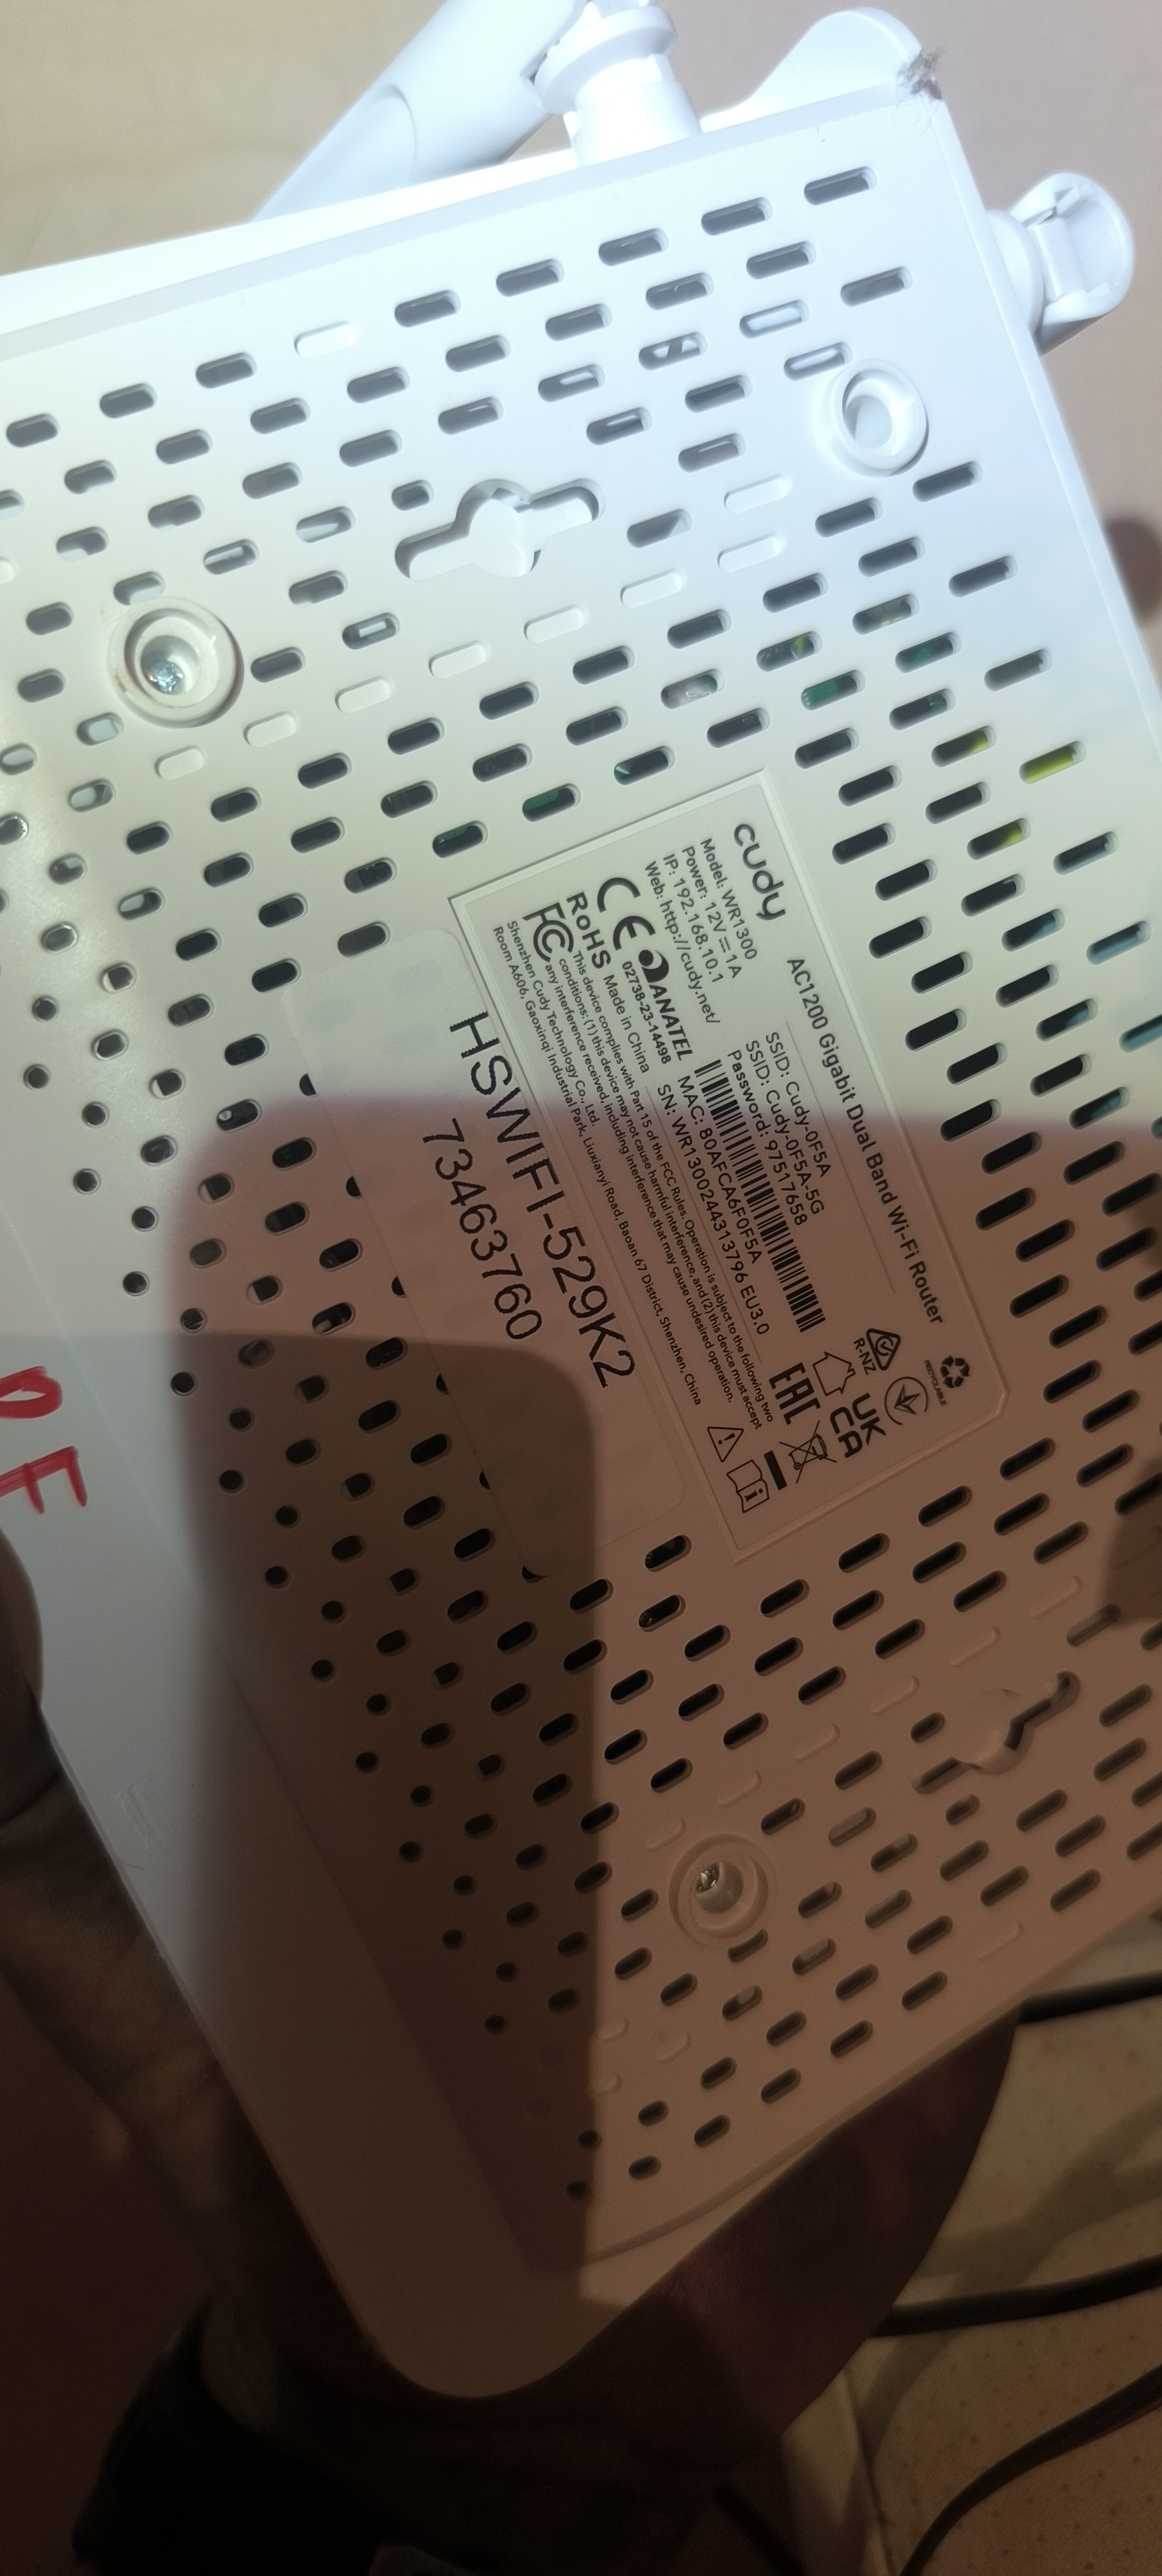 cudy
AC1200 Gigabit Dual Band Wi-Fi Router
Model: WR1300
Power: 12V⎓1A
IP: 192.168.10.1
Web: http://cudy.net/
SSID: Cudy-0F5A
SSID: Cudy-0F5A-5G
Password: 97517658
CE
ANATEL
02738-23-14498
MAC: 80AFCA6F0F5A
SN: WR1300244313796 EU3.0
RoHS
Made in China
FC
This device complies with Part 15 of the FCC Rules. Operation is subject to the following two
conditions: (1) this device may not cause harmful interference, and (2) this device must accept
any interference received, including interference that may cause undesired operation.
Shenzhen Cudy Technology Co., Ltd.
Room A606, Gaoxinqi Industrial Park, Liuxianyi Road, Baoan 67 District, Shenzhen, China
R-NZ
RECYCLABLE
EAC
UK
CA
HSWIFI-529K2
73463760